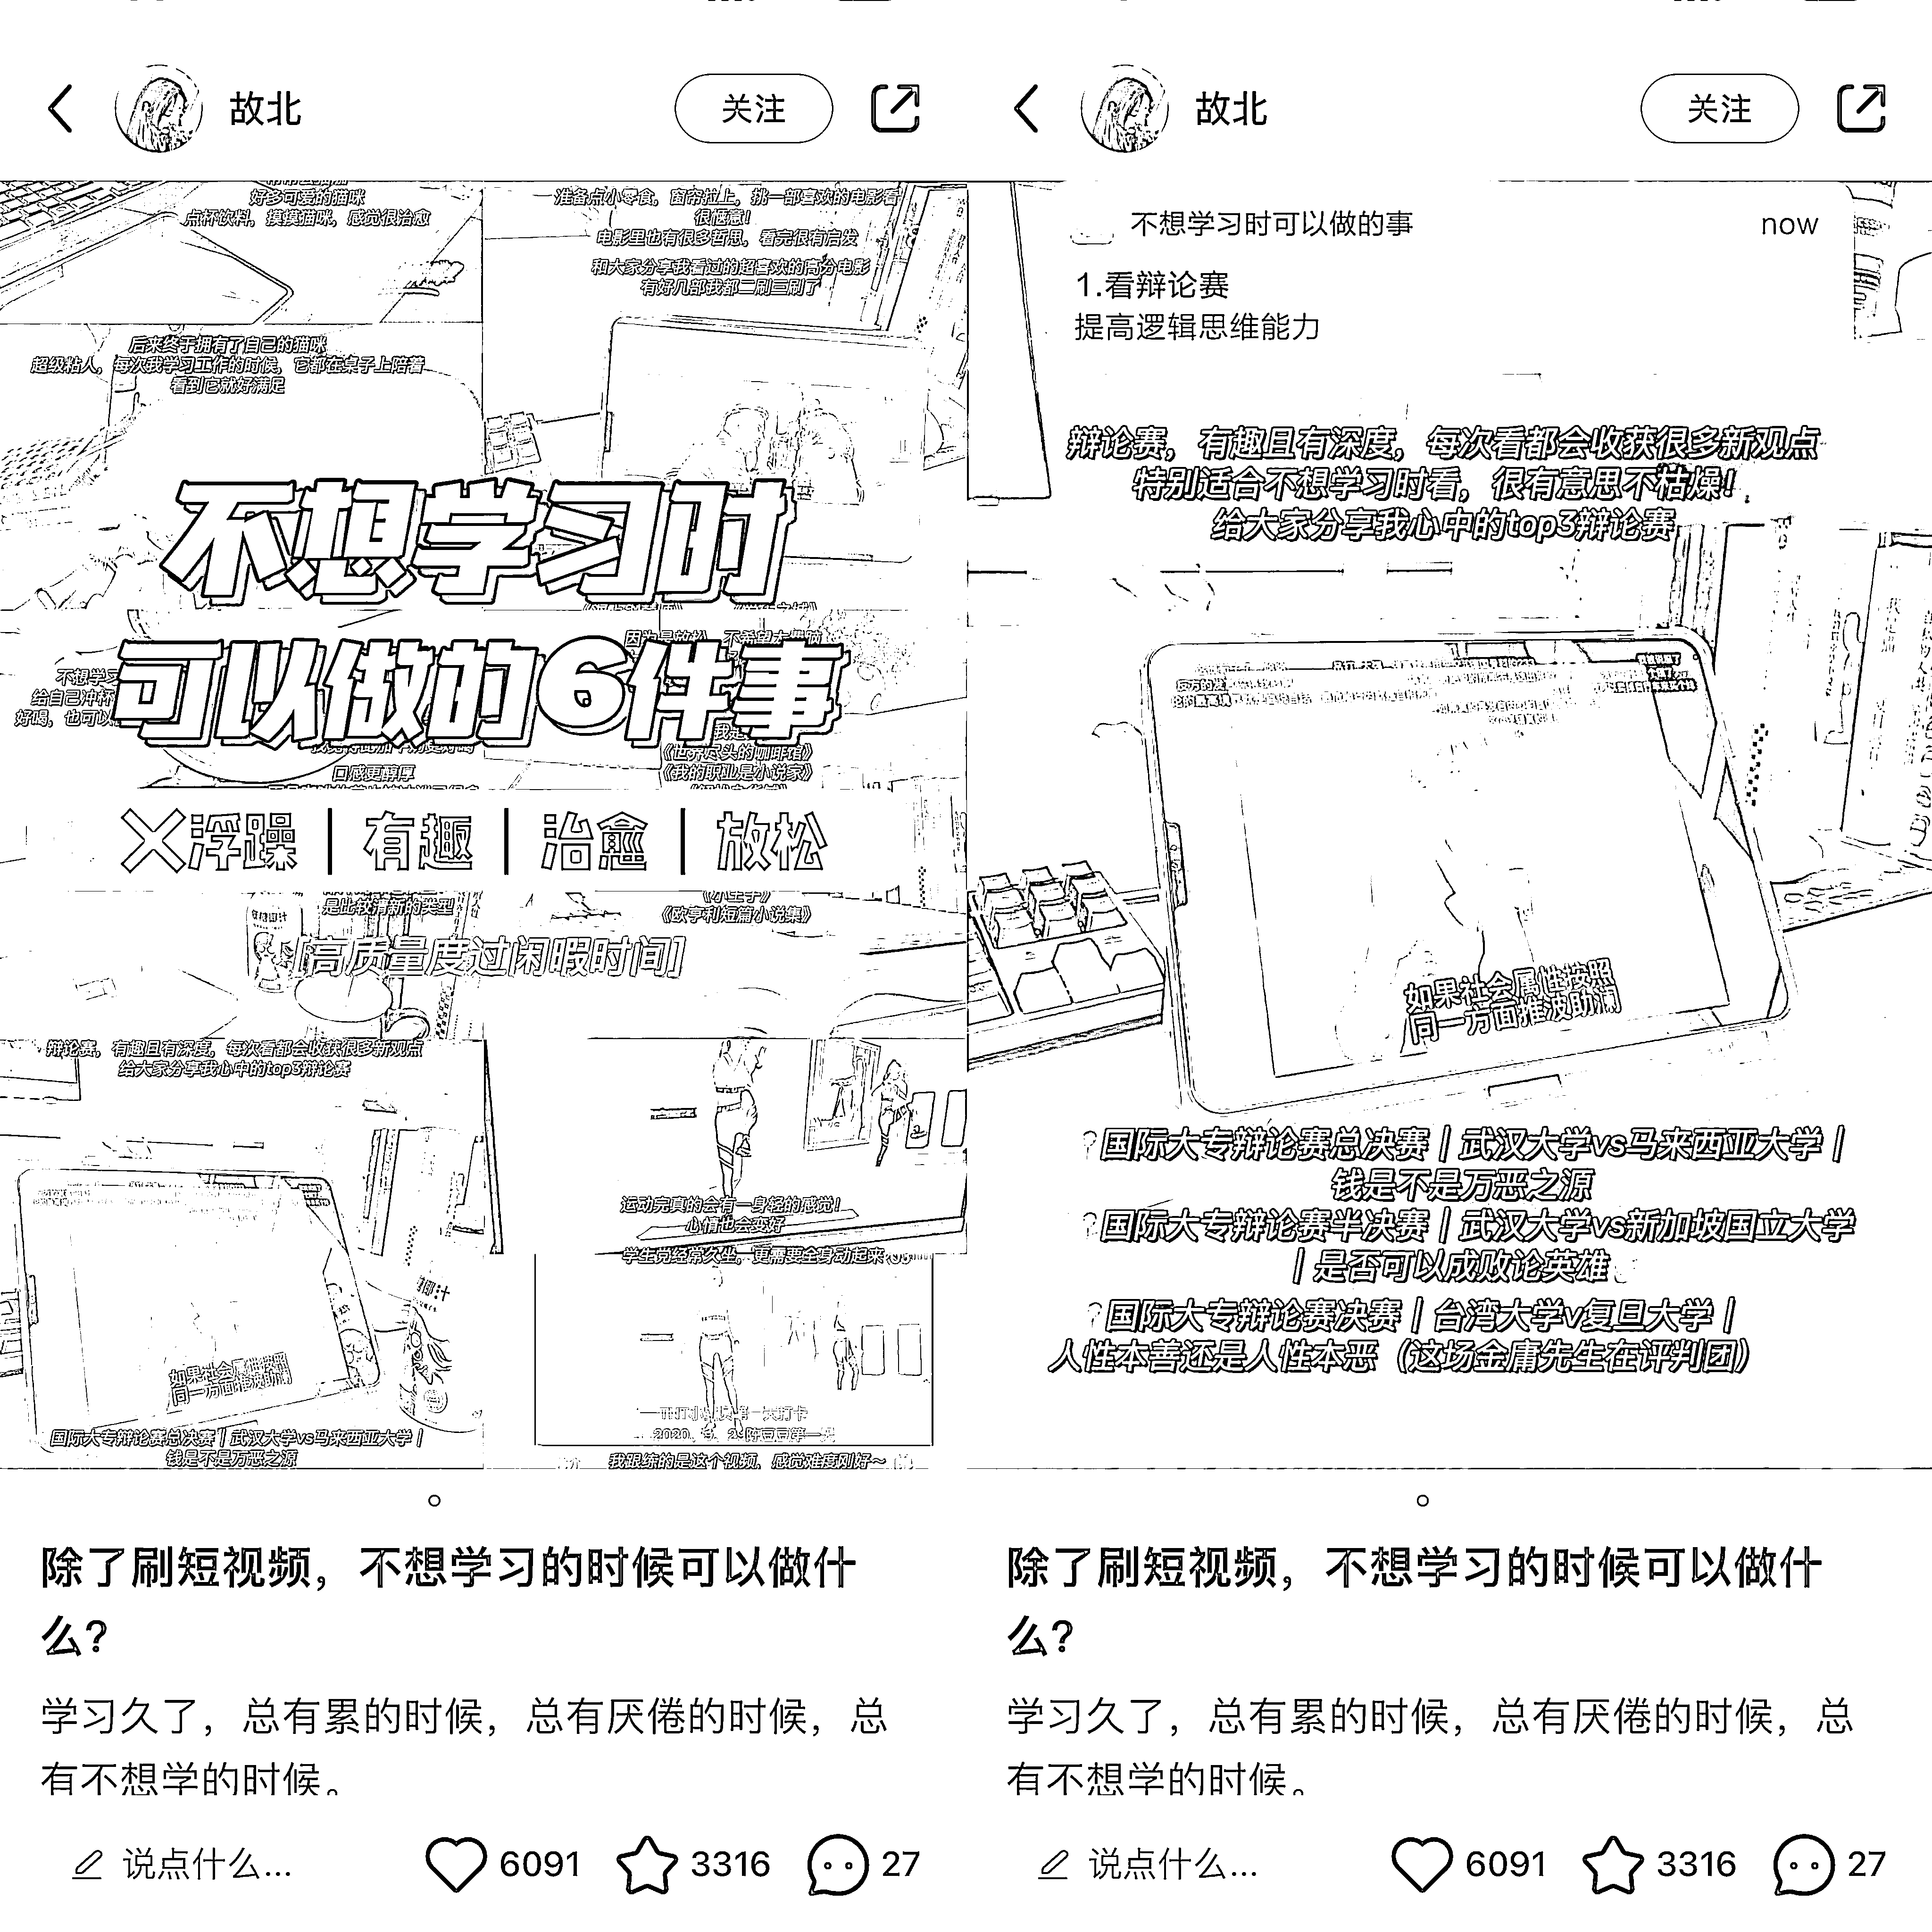 故北
关注
好多可爱的猫咪
点杯饮料，摸摸猫咪，感觉很治愈
准备点小零食，窗帘拉上，挑一部喜欢的电影看
很惬意！
电影里也有很多哲思，看完很有启发
和大家分享我看过的超喜欢的高分电影
有好几部我都二刷三刷了
后来终于拥有了自己的猫咪
超级粘人，每次我学习工作的时候，它都在桌子上陪着
看到它就好满足
不想学习时
可以做的6件事
不想学习
给自己冲杯
好喝，也可以
口感更醇厚
《世界尽头的咖啡馆》
《我的职业是小说家》
浮躁 | 有趣 | 治愈 | 放松
是比较清新的类型
《小王子》
《欧亨利短篇小说集》
[高质量度过闲暇时间]
辩论赛，有趣且有深度，每次看都会收获很多新观点
给大家分享我心中的top3辩论赛
如果社会属性按照
同一方面推波助澜
国际大专辩论赛总决赛 | 武汉大学vs马来西亚大学 |
钱是不是万恶之源
运动完真的会有一身轻的感觉！
心情也会变好
学生党经常久坐，更需要全身动起来
我跟练的是这个视频，感觉难度刚好～
除了刷短视频，不想学习的时候可以做什
么？
学习久了，总有累的时候，总有厌倦的时候，总
有不想学的时候。
说点什么...
6091
3316
27
故北
关注
不想学习时可以做的事
now
1.看辩论赛
提高逻辑思维能力
辩论赛，有趣且有深度，每次看都会收获很多新观点
特别适合不想学习时看，很有意思不枯燥！
给大家分享我心中的top3辩论赛
如果社会属性按照
同一方面推波助澜
国际大专辩论赛总决赛 | 武汉大学vs马来西亚大学 |
钱是不是万恶之源
国际大专辩论赛半决赛 | 武汉大学vs新加坡国立大学
| 是否可以成败论英雄
国际大专辩论赛决赛 | 台湾大学v复旦大学 |
人性本善还是人性本恶（这场金庸先生在评判团）
除了刷短视频，不想学习的时候可以做什
么？
学习久了，总有累的时候，总有厌倦的时候，总
有不想学的时候。
说点什么...
6091
3316
27